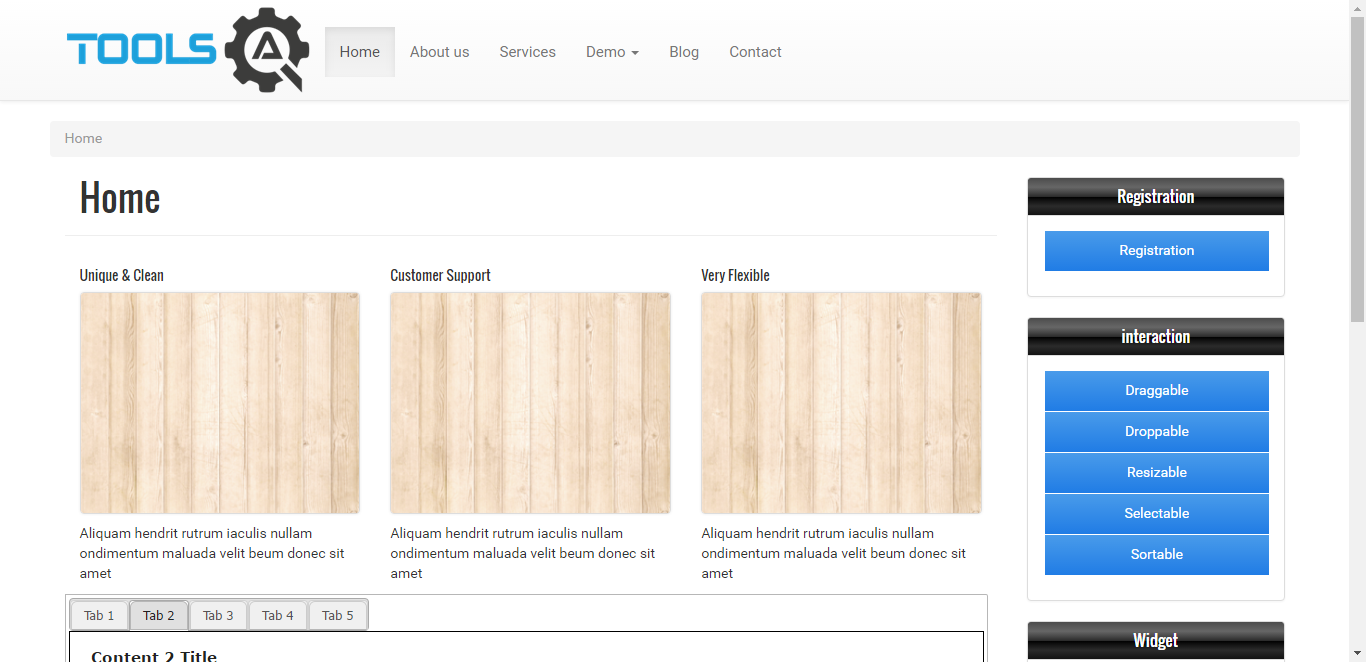 TOOLS QA
Home
About us
Services
Demo
Blog
Contact
Home
Home
Unique & Clean
Aliquam hendrit rutrum iaculis nullam
ondimentum maluada velit beum donec sit
amet
Customer Support
Aliquam hendrit rutrum iaculis nullam
ondimentum maluada velit beum donec sit
amet
Very Flexible
Aliquam hendrit rutrum iaculis nullam
ondimentum maluada velit beum donec sit
amet
Tab 1
Tab 2
Tab 3
Tab 4
Tab 5
Content 2 Title
Registration
Registration
interaction
Draggable
Droppable
Resizable
Selectable
Sortable
Widget